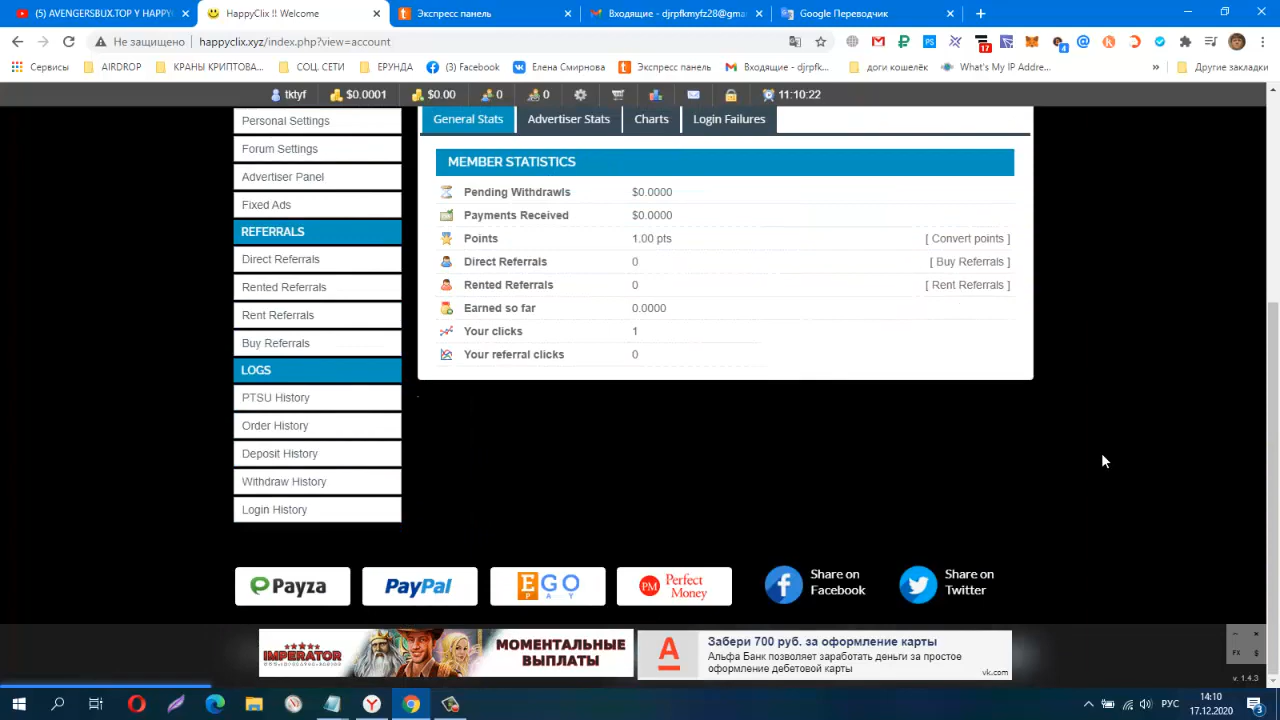 (5) AVENGERSBUX.TOP Y HAPPY
HappyClix !! Welcome
Экспресс панель
Входящие - djrpfkmyfz28@gma
Google Переводчик
Не защищено
happyclix.xyz/index.php?view=account
17
4
Сервисы
AIRDROP
КРАНЫ КРИПТОВА...
СОЦ. СЕТИ
ЕРУНДА
(3) Facebook
Елена Смирнова
Экспресс панель
Входящие - djrpfk...
доги кошелёк
What's My IP Addre...
»
Другие закладки
tktyf
$0.0001
$0.00
0
0
11:10:22
Personal Settings
Forum Settings
Advertiser Panel
Fixed Ads
REFERRALS
Direct Referrals
Rented Referrals
Rent Referrals
Buy Referrals
LOGS
PTSU History
Order History
Deposit History
Withdraw History
Login History
General Stats
Advertiser Stats
Charts
Login Failures
MEMBER STATISTICS
Pending Withdrawls $0.0000
Payments Received $0.0000
Points 1.00 pts [ Convert points ]
Direct Referrals 0 [ Buy Referrals ]
Rented Referrals 0 [ Rent Referrals ]
Earned so far 0.0000
Your clicks 1
Your referral clicks 0
Payza
PayPal
EGO
PAY
PM Perfect Money
Share on Facebook
Share on Twitter
IMPERATOR
МОМЕНТАЛЬНЫЕ ВЫПЛАТЫ
Забери 700 руб. за оформление карты
Альфа Банк позволяет заработать деньги за простое
оформление дебетовой карты
vk.com
FX $
v. 1.4.3
РУС
14:10
17.12.2020
3